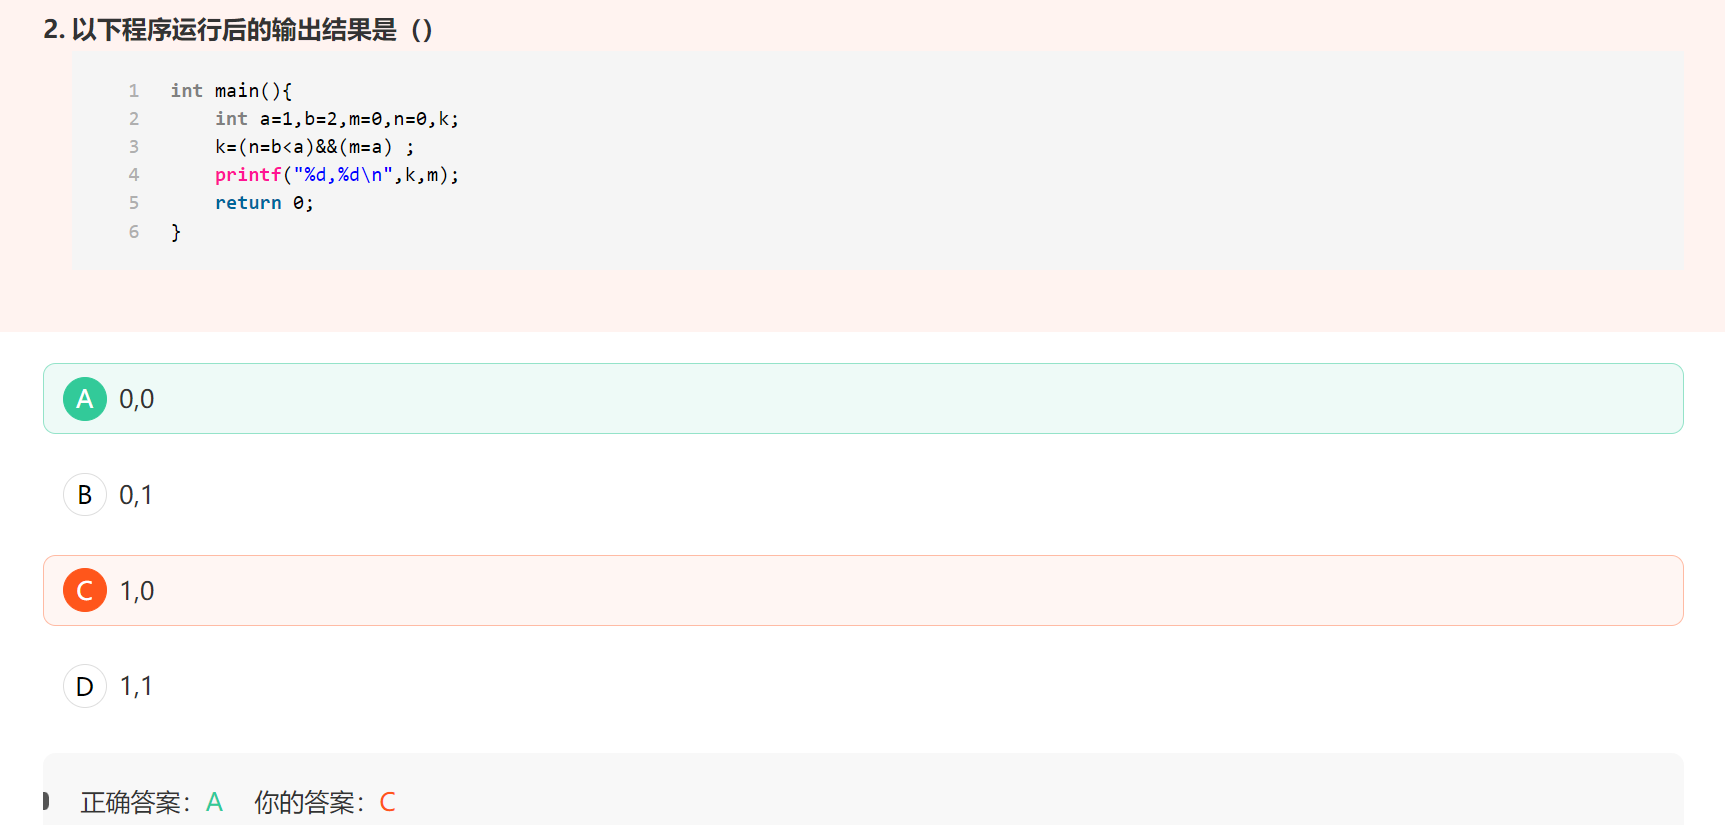 2. 以下程序运行后的输出结果是（）
1 int main(){
2 int a=1,b=2,m=0,n=0,k;
3 k=(n=b<a)&&(m=a) ;
4 printf("%d,%d\n",k,m);
5 return 0;
6 }
A 0,0
B 0,1
C 1,0
D 1,1
正确答案：A 你的答案：C